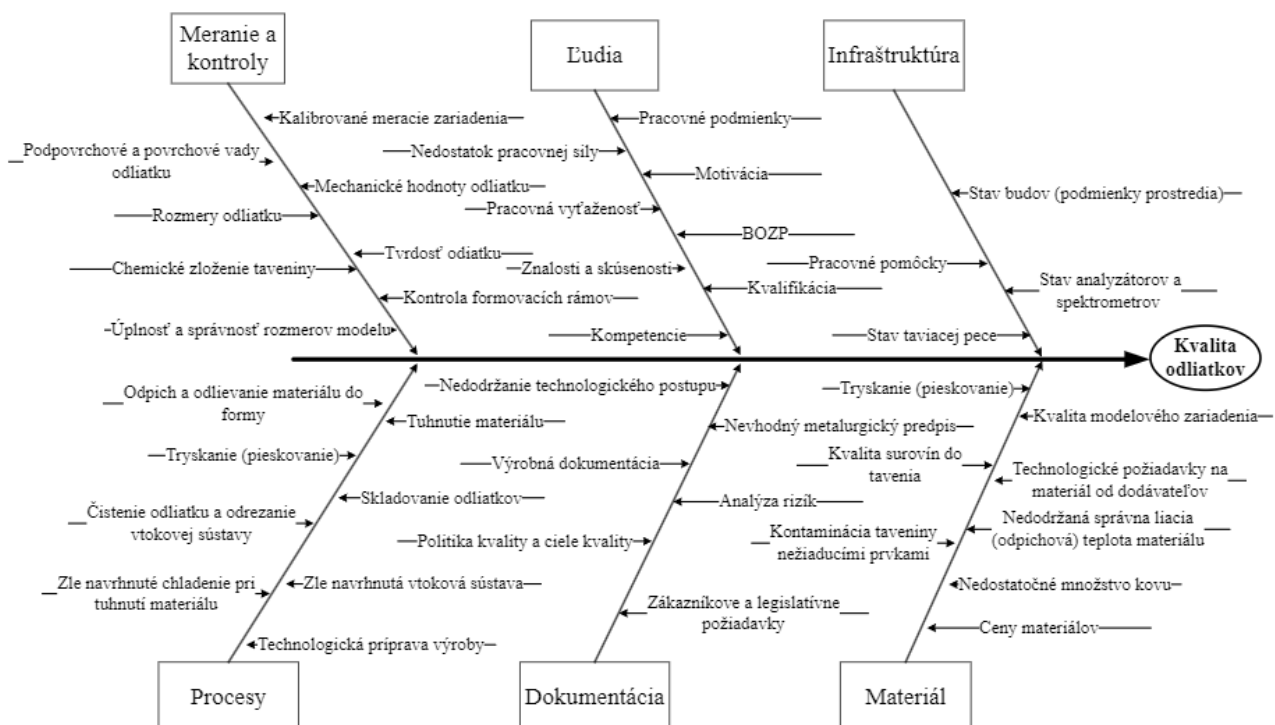 Meranie a
kontroly
Ľudia
Infraštruktúra
Kalibrované meracie zariadenia
Podpovrchové a povrchové vady
odliatku
Mechanické hodnoty odliatku
Rozmery odliatku
Tvrdosť odiatku
Chemické zloženie taveniny
Kontrola formovacích rámov
Úplnosť a správnosť rozmerov modelu
Pracovné podmienky
Nedostatok pracovnej sily
Motivácia
Pracovná vyťaženosť
BOZP
Znalosti a skúsenosti
Kvalifikácia
Kompetencie
Stav budov (podmienky prostredia)
Pracovné pomôcky
Stav analyzátorov a
spektrometrov
Stav taviacej pece
Kvalita
odliatkov
Odpich a odlievanie materiálu do
formy
Tuhnutie materiálu
Tryskanie (pieskovanie)
Skladovanie odliatkov
Čistenie odliatku a odrezanie
vtokovej sústavy
Zle navrhnutá vtoková sústava
Zle navrhnuté chladenie pri
tuhnutí materiálu
Technologická príprava výroby
Nedodržanie technologického postupu
Nevhodný metalurgický predpis
Výrobná dokumentácia
Analýza rizík
Politika kvality a ciele kvality
Zákazníkove a legislatívne
požiadavky
Tryskanie (pieskovanie)
Kvalita modelového zariadenia
Kvalita surovín do
tavenia
Technologické požiadavky na
materiál od dodávateľov
Nedodržaná správna liacia
(odpichová) teplota materiálu
Kontaminácia taveniny
nežiaducími prvkami
Nedostatočné množstvo kovu
Ceny materiálov
Procesy
Dokumentácia
Materiál